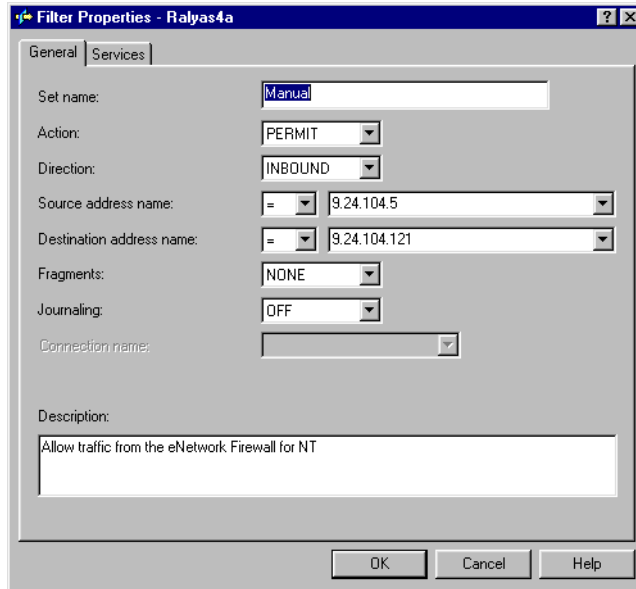 Filter Properties - Ralyas4a
General Services
Set name: Manual
Action: PERMIT
Direction: INBOUND
Source address name: = 9.24.104.5
Destination address name: = 9.24.104.121
Fragments: NONE
Journaling: OFF
Connection name:
Description:
Allow traffic from the eNetwork Firewall for NT
OK Cancel Help